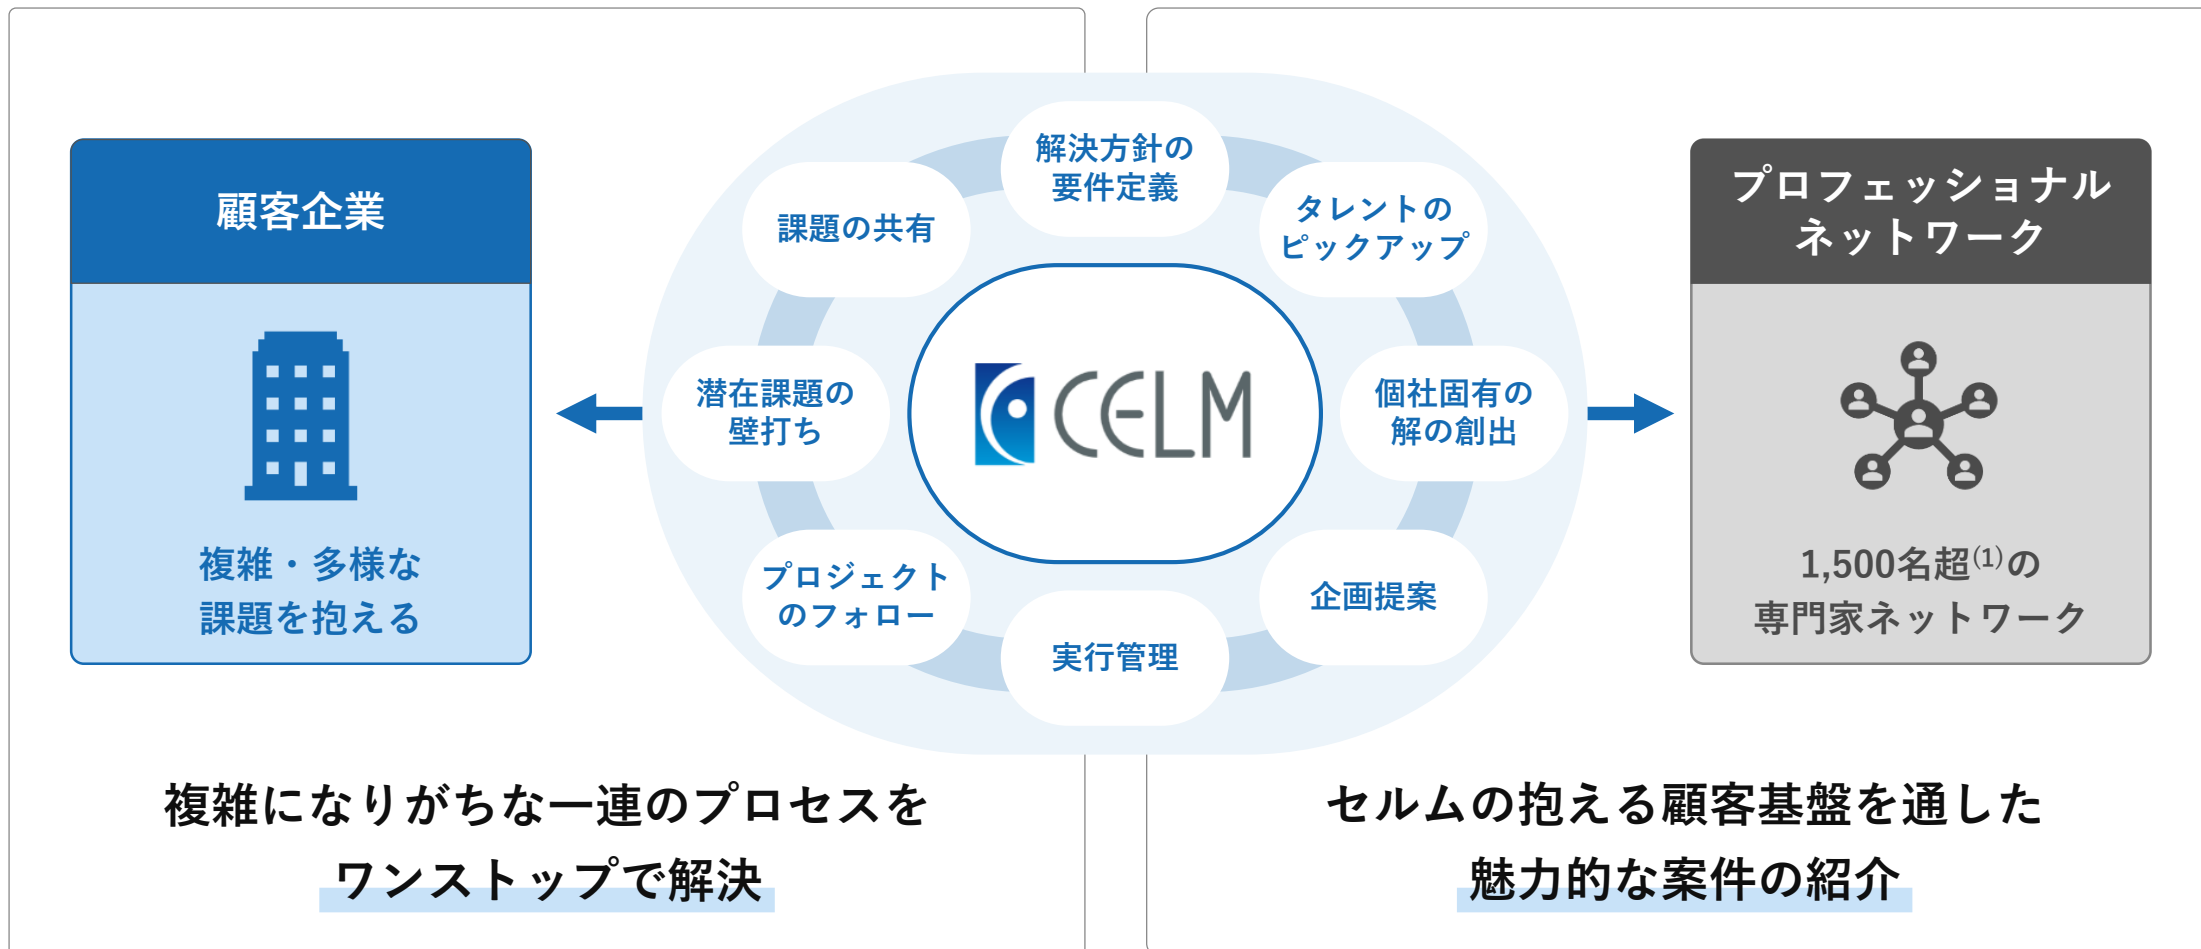 顧客企業
複雑・多様な
課題を抱える
解決方針の
要件定義
タレントの
ピックアップ
個社固有の
解の創出
企画提案
実行管理
プロジェクト
のフォロー
潜在課題の
壁打ち
課題の共有
CELM
プロフェッショナル
ネットワーク
1,500名超(1)の
専門家ネットワーク
複雑になりがちな一連のプロセスを
ワンストップで解決
セルムの抱える顧客基盤を通した
魅力的な案件の紹介